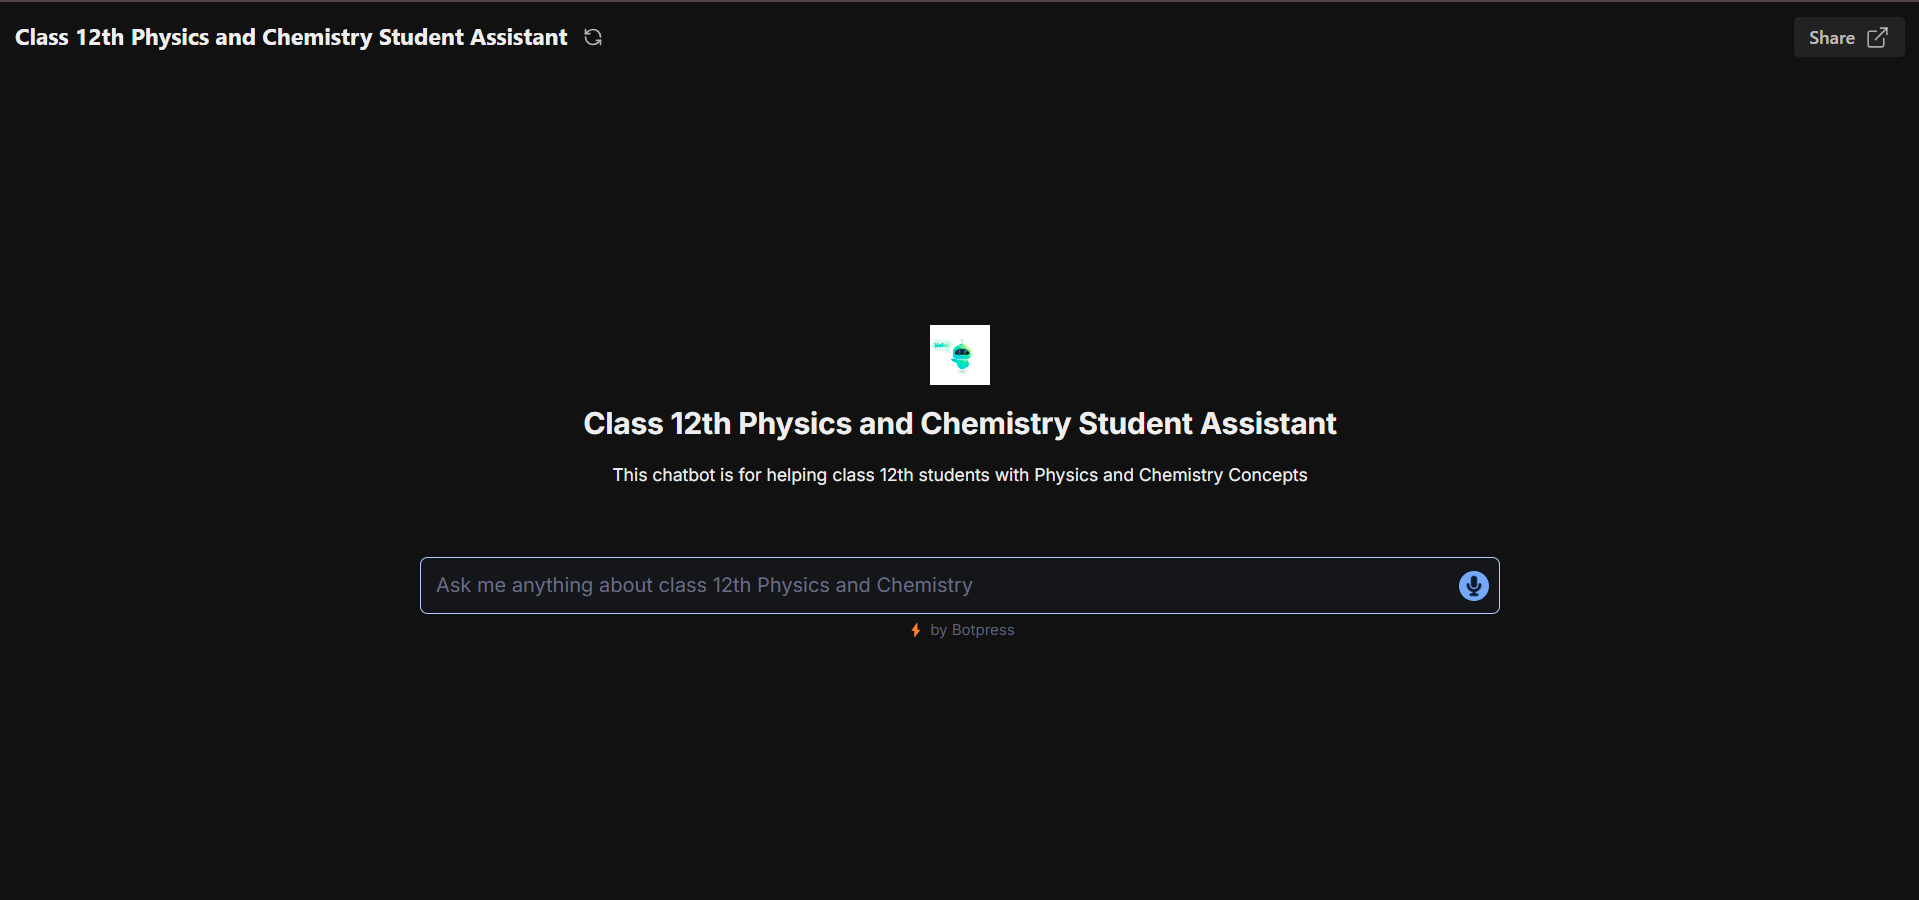 Class 12th Physics and Chemistry Student Assistant
Share
Class 12th Physics and Chemistry Student Assistant
This chatbot is for helping class 12th students with Physics and Chemistry Concepts
Ask me anything about class 12th Physics and Chemistry
by Botpress